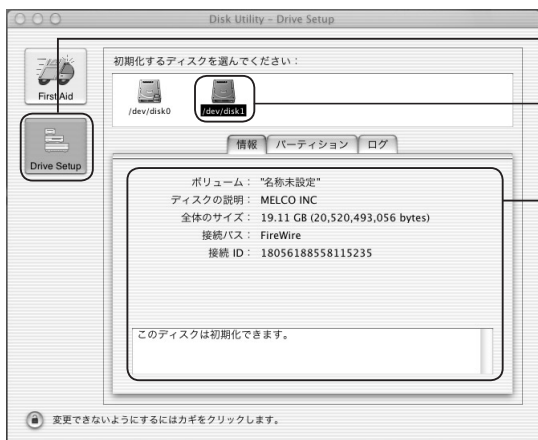 Disk Utility – Drive Setup
First Aid
Drive Setup
初期化するディスクを選んでください：
/dev/disk0
/dev/disk1
情報
パーティション
ログ
ボリューム： "名称未設定"
ディスクの説明： MELCO INC
全体のサイズ： 19.11 GB (20,520,493,056 bytes)
接続バス： FireWire
接続 ID： 18056188558115235
このディスクは初期化できます。
変更できないようにするにはカギをクリックします。